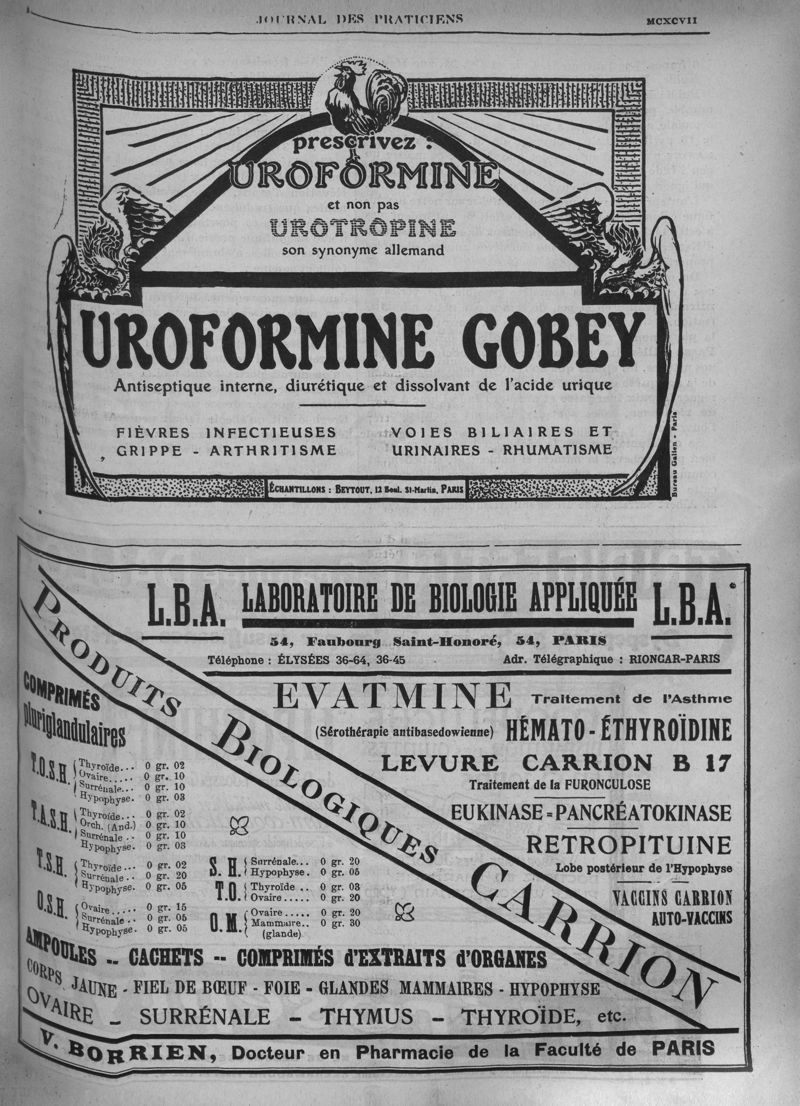 JOURNAL DES PRATICIENS
MCXCVII
prescrivez :
UROFORMINE
et non pas
UROTROPINE
son synonyme allemand
UROFORMINE GOBEY
Antiseptique interne, diurétique et dissolvant de l'acide urique
FIÈVRES INFECTIEUSES
GRIPPE - ARTHRITISME
VOIES BILIAIRES ET
URINAIRES - RHUMATISME
ÉCHANTILLONS : BEYTOUT, 12 Boul. St-Martin, PARIS
Bureau Galien - Paris
L.B.A. LABORATOIRE DE BIOLOGIE APPLIQUÉE L.B.A.
54, Faubourg Saint-Honoré, 54, PARIS
Téléphone : ÉLYSÉES 36-64, 36-45
Adr. Télégraphique : RIONCAR-PARIS
PRODUITS BIOLOGIQUES CARRION
EVATMINE Traitement de l'Asthme
(Sérothérapie antibasedowienne) HÉMATO-ÉTHYROÏDINE
LEVURE CARRION B 17
Traitement de la FURONCULOSE
EUKINASE=PANCRÉATOKINASE
RETROPITUINE
Lobe postérieur de l'Hypophyse
VACCINS CARRION
AUTO-VACCINS
COMPRIMÉS
pluriglandulaires
T.O.S.H. Thyroïde... 0 gr. 02
Ovaire..... 0 gr. 10
Surrénale... 0 gr. 10
Hypophyse. 0 gr. 03
T.A.S.H. Thyroïde... 0 gr. 02
Orch. (And.) 0 gr. 10
Surrénale .. 0 gr. 10
Hypophyse. 0 gr. 03
T.S.H. Thyroïde... 0 gr. 02
Surrénale .. 0 gr. 20
Hypophyse. 0 gr. 05
O.S.H. Ovaire..... 0 gr. 15
Surrénale .. 0 gr. 05
Hypophyse. 0 gr. 05
S.H. Surrénale... 0 gr. 20
Hypophyse. 0 gr. 05
T.O. Thyroïde .. 0 gr. 03
Ovaire..... 0 gr. 20
O.M. Ovaire..... 0 gr. 20
Mammaire.. 0 gr. 30
(glande)
AMPOULES -- CACHETS -- COMPRIMÉS d'EXTRAITS d'ORGANES
CORPS JAUNE - FIEL DE BŒUF - FOIE - GLANDES MAMMAIRES - HYPOPHYSE
OVAIRE - SURRÉNALE - THYMUS - THYROÏDE, etc.
V. BORRIEN, Docteur en Pharmacie de la Faculté de PARIS